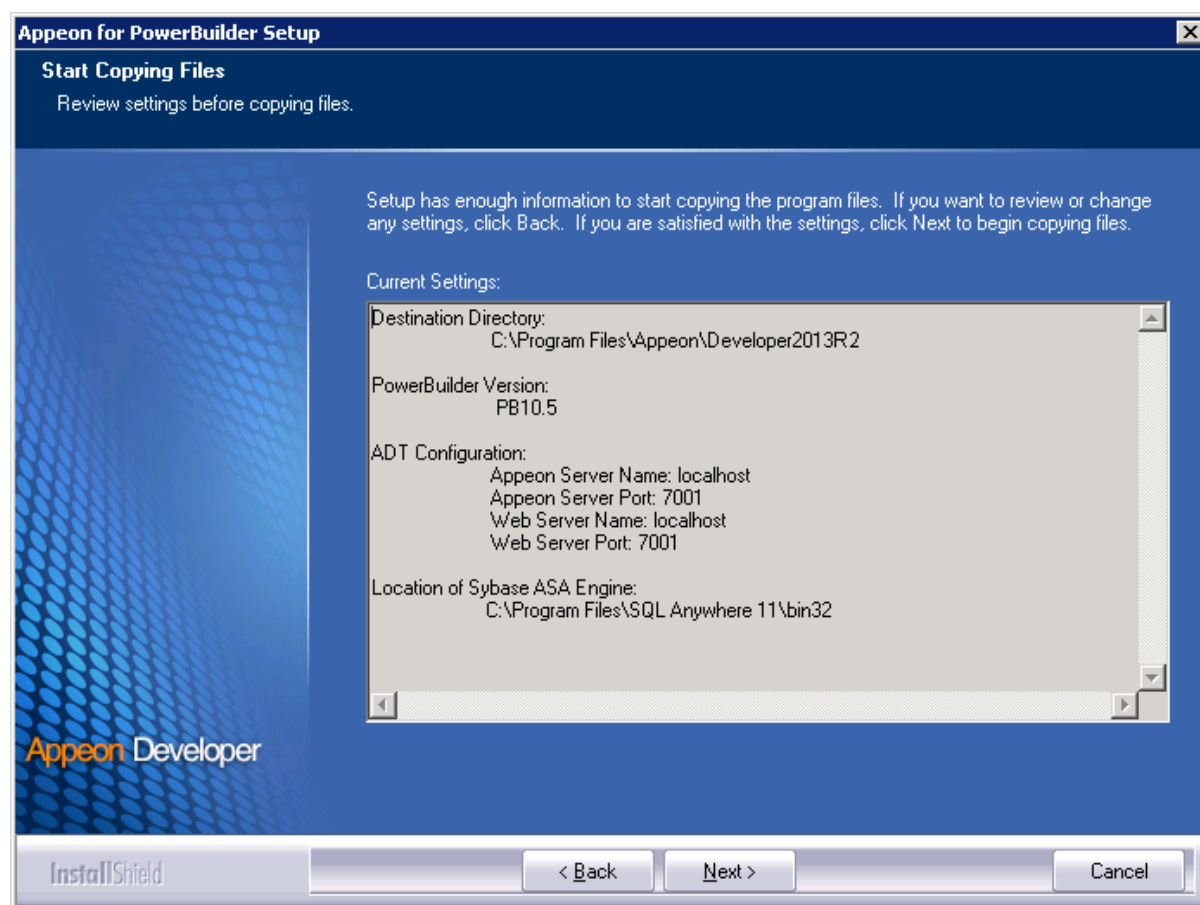 Appeon for PowerBuilder Setup
Start Copying Files
Review settings before copying files.
Setup has enough information to start copying the program files.  If you want to review or change
any settings, click Back.  If you are satisfied with the settings, click Next to begin copying files.
Current Settings:
Destination Directory:
C:\Program Files\Appeon\Developer2013R2
PowerBuilder Version:
PB10.5
ADT Configuration:
Appeon Server Name: localhost
Appeon Server Port: 7001
Web Server Name: localhost
Web Server Port: 7001
Location of Sybase ASA Engine:
C:\Program Files\SQL Anywhere 11\bin32
Appeon Developer
InstallShield
< Back
Next >
Cancel